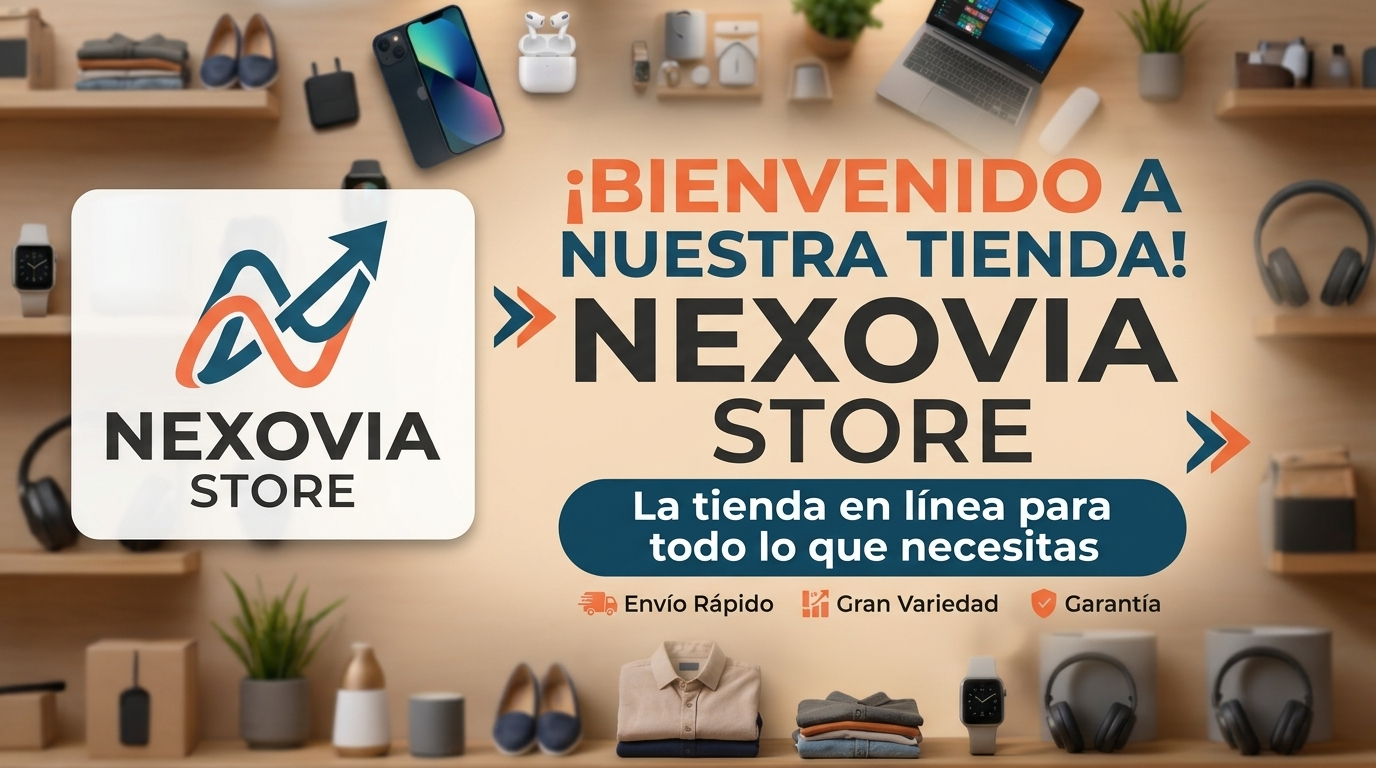 NEXOVIA
STORE
¡BIENVENIDO A
NUESTRA TIENDA!
NEXOVIA
STORE
La tienda en línea para
todo lo que necesitas
Envío Rápido
Gran Variedad
Garantía